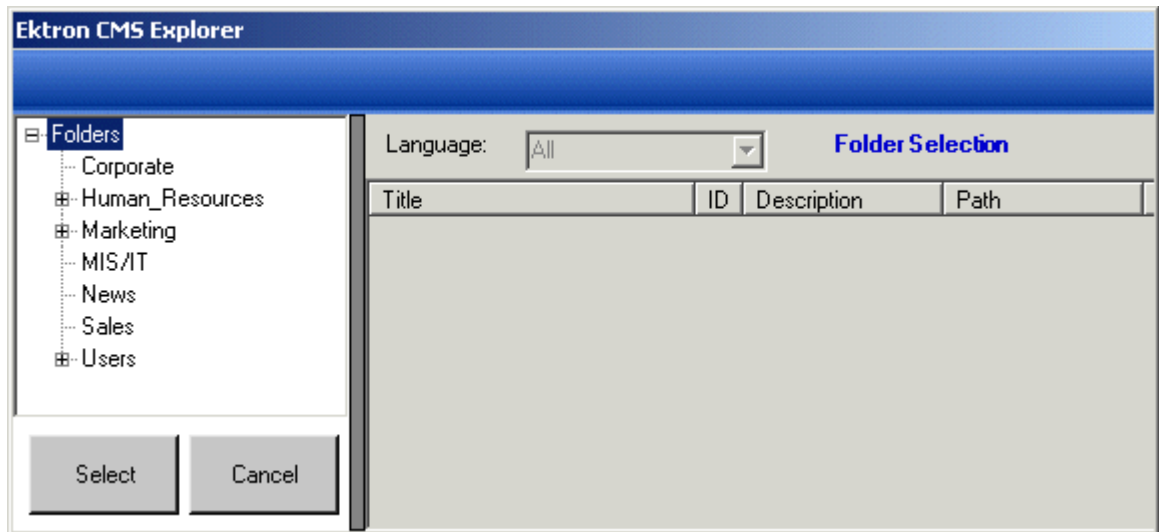 Ektron CMS Explorer
Folders
Corporate
Human_Resources
Marketing
MIS/IT
News
Sales
Users
Select Cancel
Language: All Folder Selection
Title ID Description Path